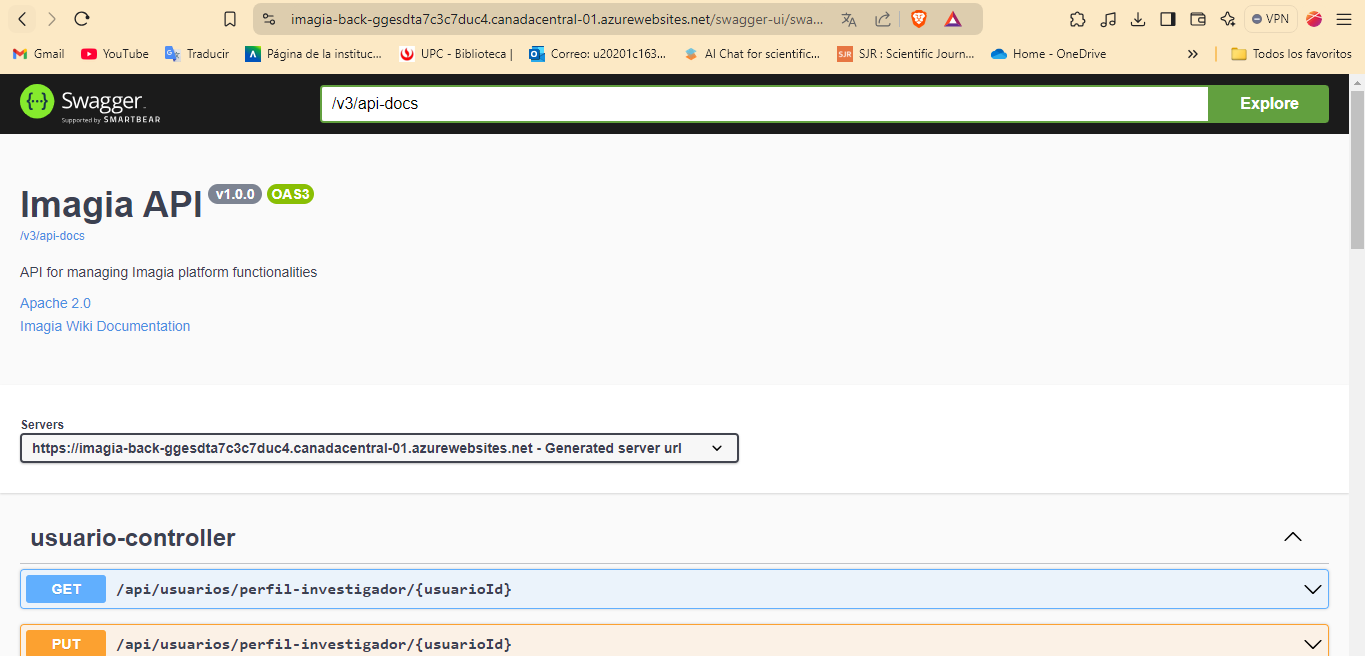 imagia-back-ggesdta7c3c7duc4.canadacentral-01.azurewebsites.net/swagger-ui/swa...
VPN
Gmail
YouTube
Traducir
Página de la instituc...
UPC - Biblioteca |
Correo: u20201c163...
AI Chat for scientific...
SJR
SJR : Scientific Journ...
Home - OneDrive
Todos los favoritos
Swagger.
Supported by SMARTBEAR
/v3/api-docs
Explore
Imagia API
v1.0.0
OAS3
/v3/api-docs
API for managing Imagia platform functionalities
Apache 2.0
Imagia Wiki Documentation
Servers
https://imagia-back-ggesdta7c3c7duc4.canadacentral-01.azurewebsites.net - Generated server url
usuario-controller
GET /api/usuarios/perfil-investigador/{usuarioId}
PUT /api/usuarios/perfil-investigador/{usuarioId}